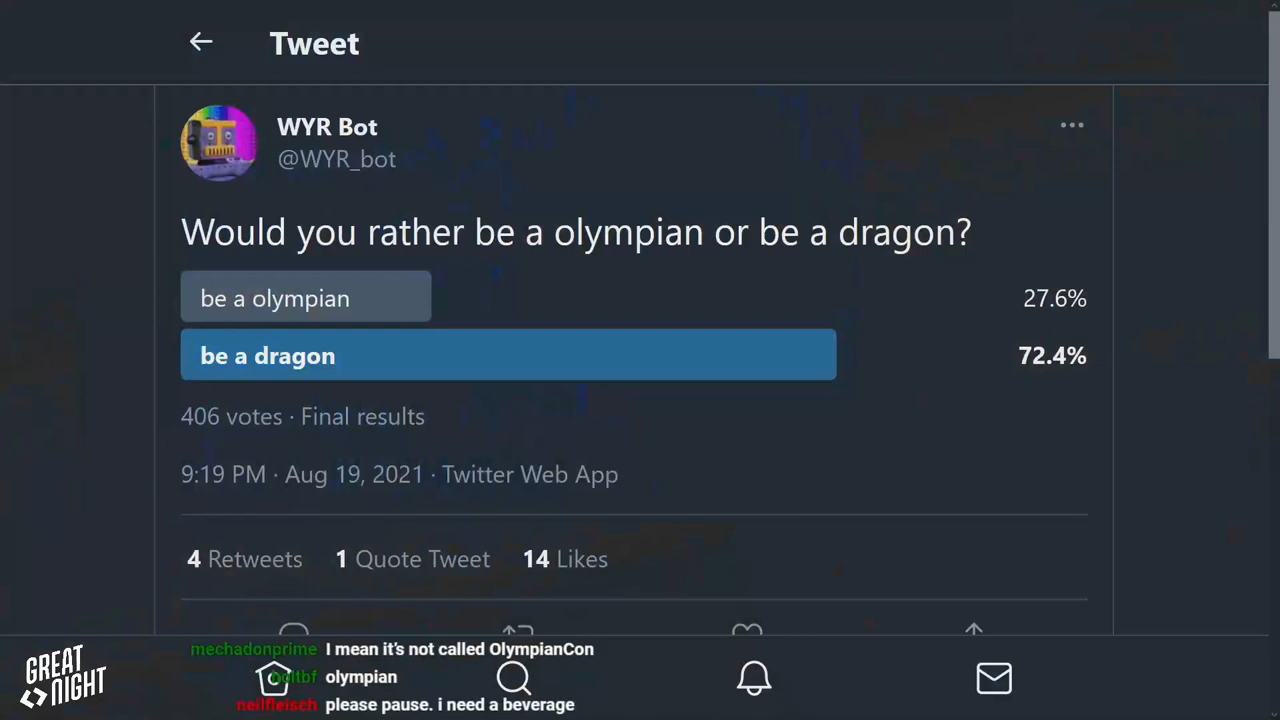 Tweet
WYR Bot
@WYR_bot
Would you rather be a olympian or be a dragon?
be a olympian 27.6%
be a dragon 72.4%
406 votes · Final results
9:19 PM · Aug 19, 2021 · Twitter Web App
4 Retweets 1 Quote Tweet 14 Likes
mechadonprime I mean it's not called OlympianCon
holtbf olympian
neilfleisch please pause. i need a beverage
GREAT
NIGHT